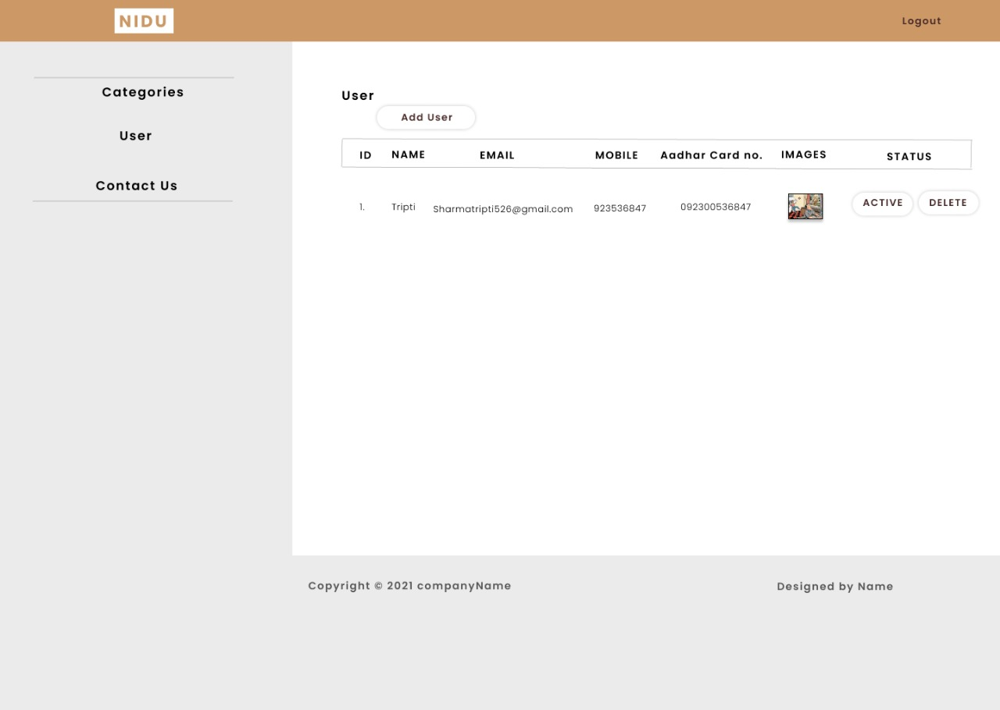 NIDU
Logout
Categories
User
Contact Us
User
Add User
ID NAME EMAIL MOBILE Aadhar Card no. IMAGES STATUS
1. Tripti Sharmatripti526@gmail.com 923536847 092300536847 ACTIVE DELETE
Copyright © 2021 companyName Designed by Name